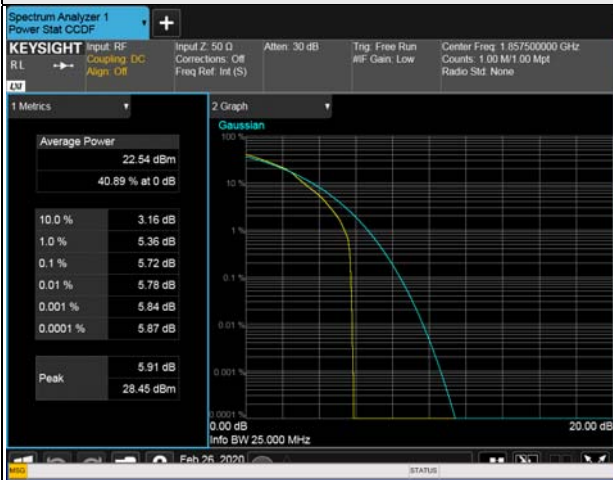 Spectrum Analyzer 1
Power Stat CCDF
+
KEYSIGHT
RL
LXI
Input: RF
Coupling: DC
Align: Off
Input Z: 50 Ω
Corrections: Off
Freq Ref: Int (S)
Atten: 30 dB
Trig: Free Run
#IF Gain: Low
Center Freq: 1.857500000 GHz
Counts: 1.00 M/1.00 Mpt
Radio Std: None
1 Metrics
Average Power
22.54 dBm
40.89 % at 0 dB
10.0 % 3.16 dB
1.0 % 5.36 dB
0.1 % 5.72 dB
0.01 % 5.78 dB
0.001 % 5.84 dB
0.0001 % 5.87 dB
Peak
5.91 dB
28.45 dBm
2 Graph
Gaussian
100 %
10 %
1 %
0.1 %
0.01 %
0.001 %
0.0001 %
0.00 dB
20.00 dB
Info BW 25.000 MHz
Feb 26, 2020
MSG
STATUS